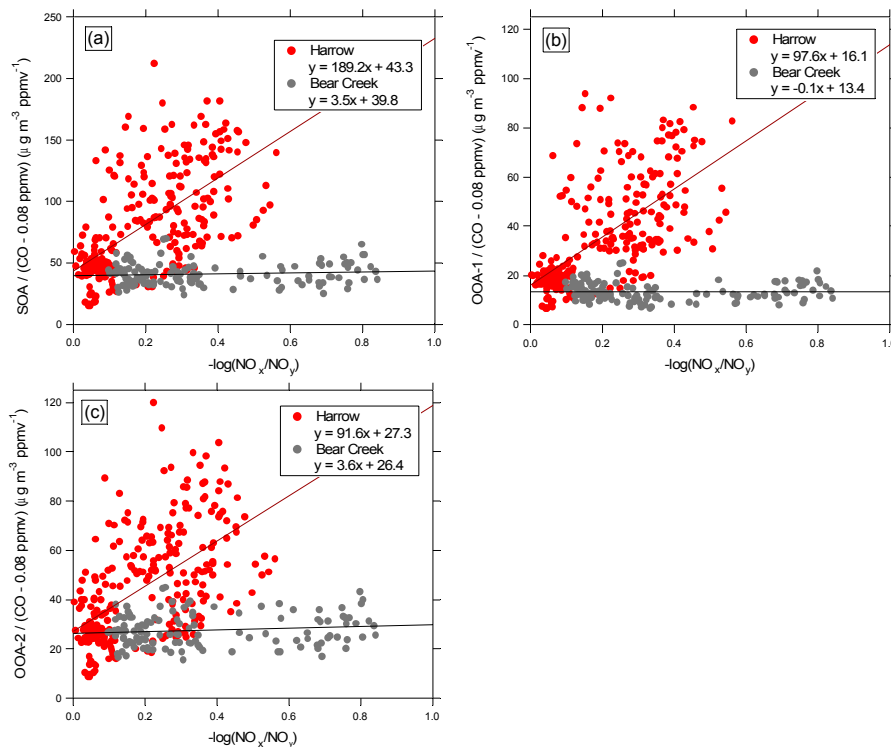 (a)
Harrow
y = 189.2x + 43.3
Bear Creek
y = 3.5x + 39.8
250
200
150
100
50
0
SOA / (CO - 0.08 ppmv) (μ g m⁻³ ppmv⁻¹)
0.0 0.2 0.4 0.6 0.8 1.0
-log(NOx/NOy)
(b)
Harrow
y = 97.6x + 16.1
Bear Creek
y = -0.1x + 13.4
120
100
80
60
40
20
0
OOA-1 / (CO - 0.08 ppmv) (μ g m⁻³ ppmv⁻¹)
0.0 0.2 0.4 0.6 0.8 1.0
-log(NOx/NOy)
(c)
Harrow
y = 91.6x + 27.3
Bear Creek
y = 3.6x + 26.4
120
100
80
60
40
20
0
OOA-2 / (CO - 0.08 ppmv) (μ g m⁻³ ppmv⁻¹)
0.0 0.2 0.4 0.6 0.8 1.0
-log(NOx/NOy)